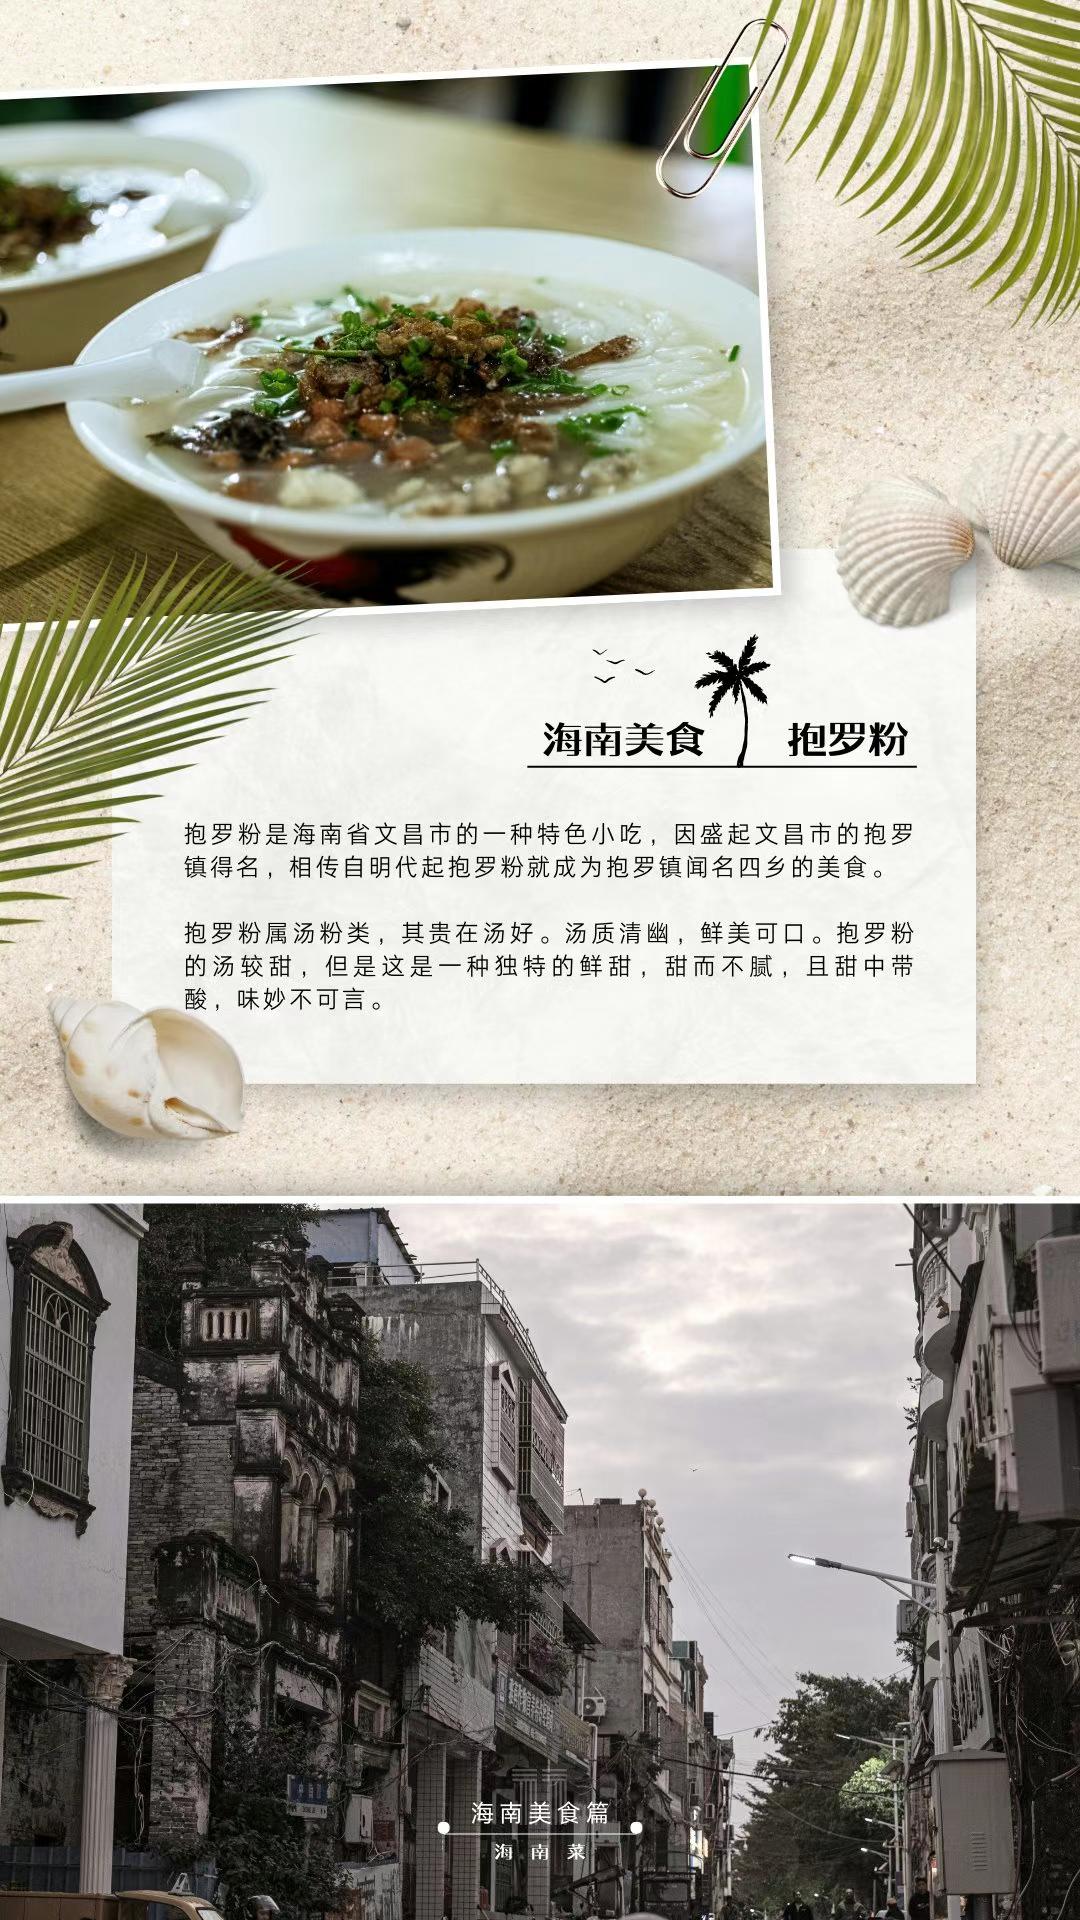 海南美食 抱罗粉
抱罗粉是海南省文昌市的一种特色小吃，因盛起文昌市的抱罗
镇得名，相传自明代起抱罗粉就成为抱罗镇闻名四乡的美食。
抱罗粉属汤粉类，其贵在汤好。汤质清幽，鲜美可口。抱罗粉
的汤较甜，但是这是一种独特的鲜甜，甜而不腻，且甜中带
酸，味妙不可言。
海南美食篇
海南菜